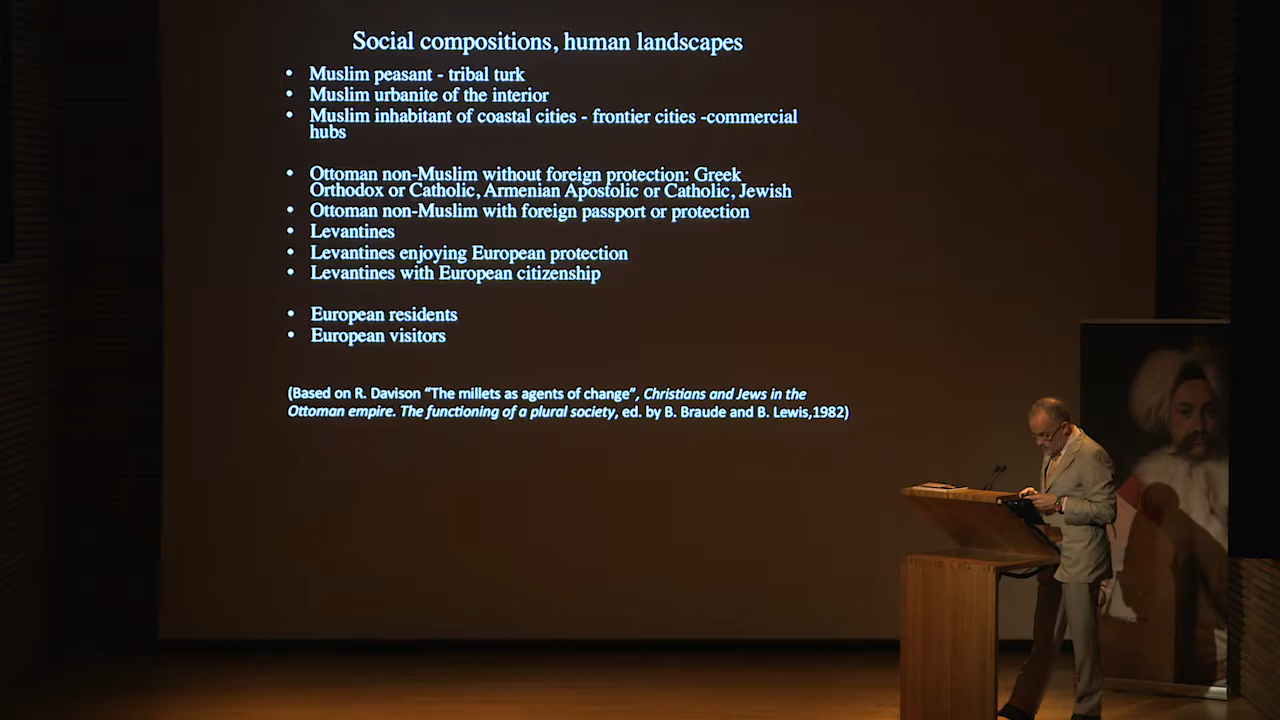 Social compositions, human landscapes
• Muslim peasant - tribal turk
• Muslim urbanite of the interior
• Muslim inhabitant of coastal cities - frontier cities -commercial
hubs
• Ottoman non-Muslim without foreign protection: Greek
Orthodox or Catholic, Armenian Apostolic or Catholic, Jewish
• Ottoman non-Muslim with foreign passport or protection
• Levantines
• Levantines enjoying European protection
• Levantines with European citizenship
• European residents
• European visitors
(Based on R. Davison “The millets as agents of change”, Christians and Jews in the
Ottoman empire. The functioning of a plural society, ed. by B. Braude and B. Lewis,1982)